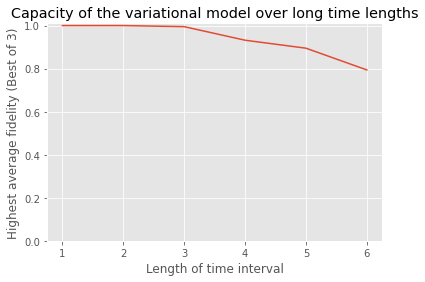 Capacity of the variational model over long time lengths
Highest average fidelity (Best of 3)
1.0
0.8
0.6
0.4
0.2
0.0
1 2 3 4 5 6
Length of time interval